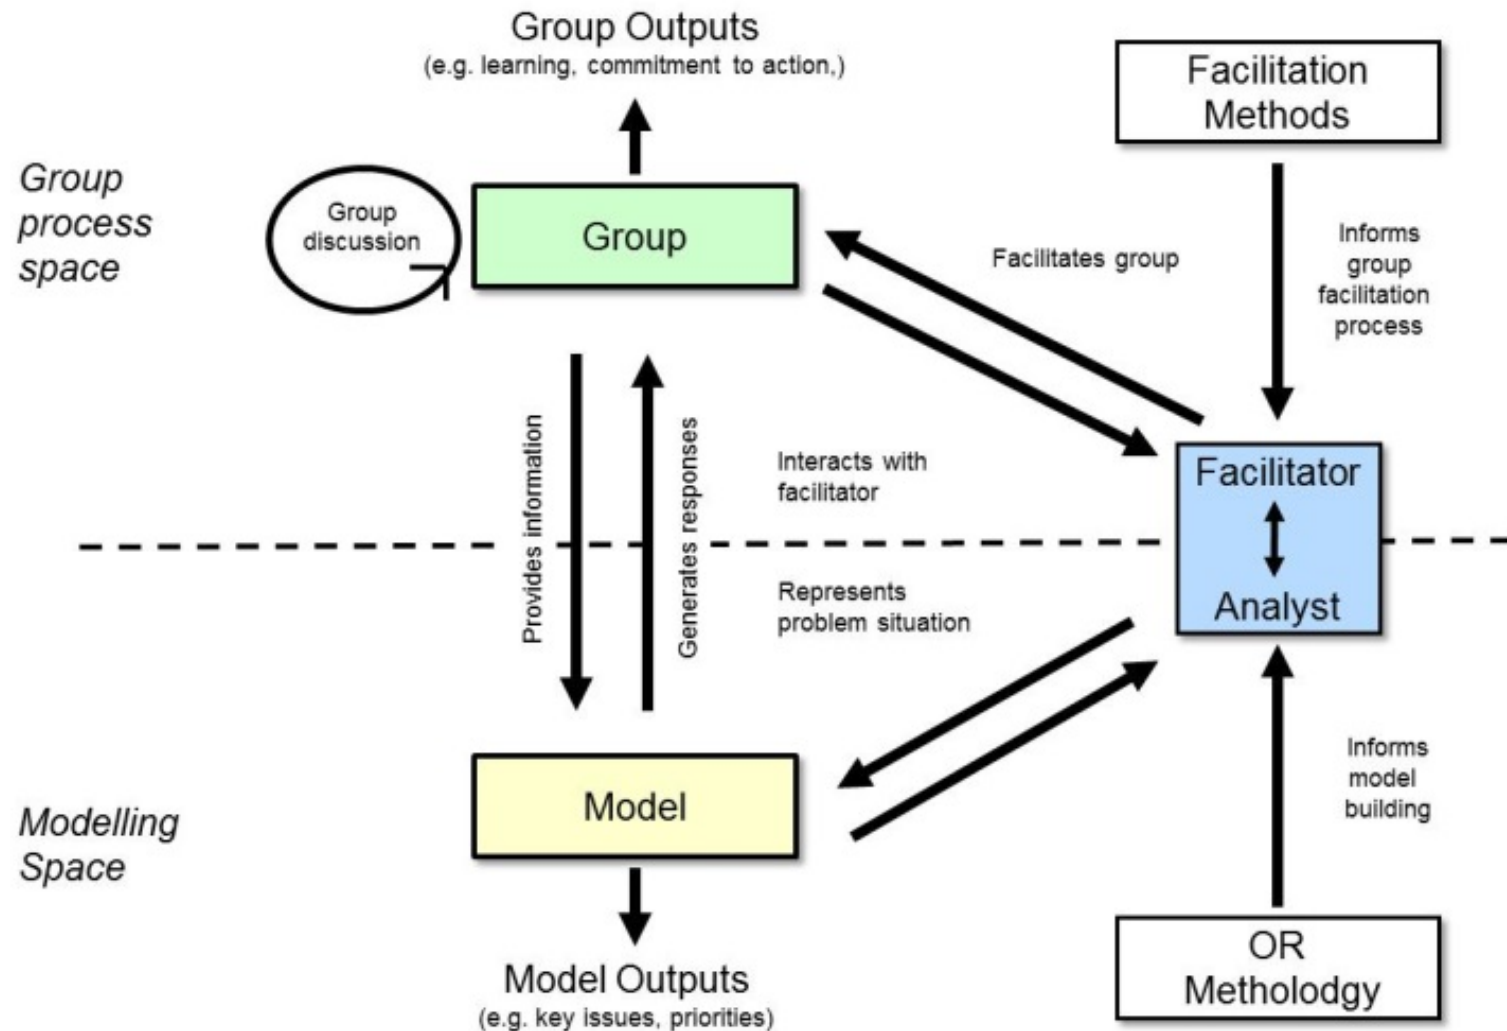 Group Outputs
(e.g. learning, commitment to action,)
Facilitation
Methods
Group
process
space
Group
discussion
Group
Facilitates group
Informs
group
facilitation
process
Provides information
Generates responses
Interacts with
facilitator
Facilitator
Analyst
Represents
problem situation
Informs
model
building
Modelling
Space
Model
Model Outputs
(e.g. key issues, priorities)
OR
Metholodgy